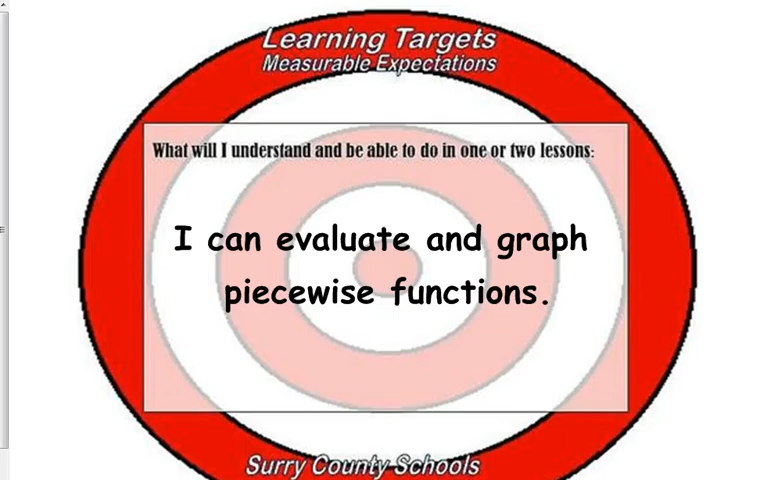 Learning Targets
Measurable Expectations
What will I understand and be able to do in one or two lessons:
I can evaluate and graph
piecewise functions.
Surry County Schools